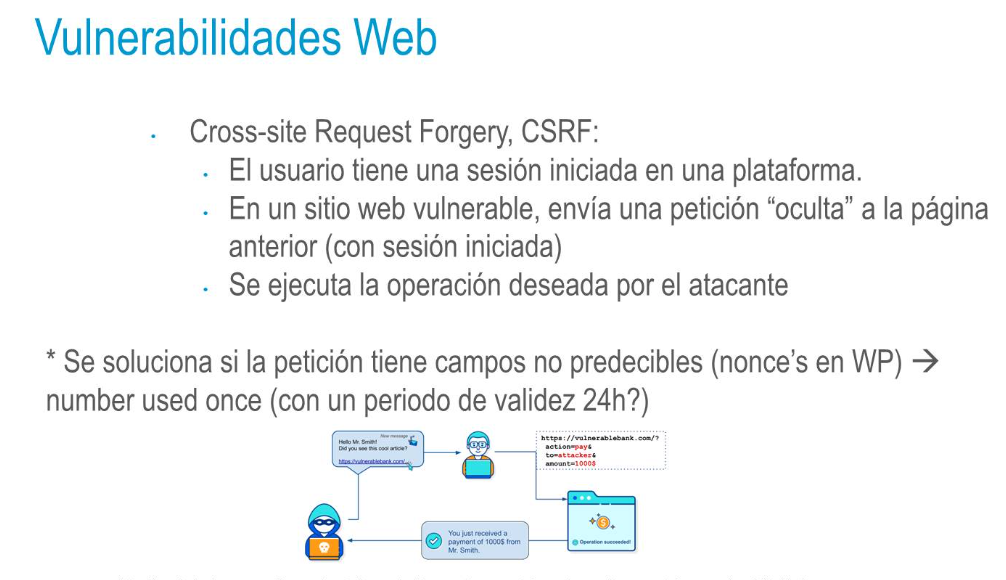 Vulnerabilidades Web
Cross-site Request Forgery, CSRF:
El usuario tiene una sesión iniciada en una plataforma.
En un sitio web vulnerable, envía una petición “oculta” a la página
anterior (con sesión iniciada)
Se ejecuta la operación deseada por el atacante
* Se soluciona si la petición tiene campos no predecibles (nonce’s en WP) →
number used once (con un periodo de validez 24h?)
New message
Hello Mr. Smith!
Did you see this cool article?
https://vulnerablebank.com/...
https://vulnerablebank.com/?
action=pay&
to=attacker&
amount=1000$
You just received a
payment of 1000$ from
Mr. Smith.
Operation succeeded!